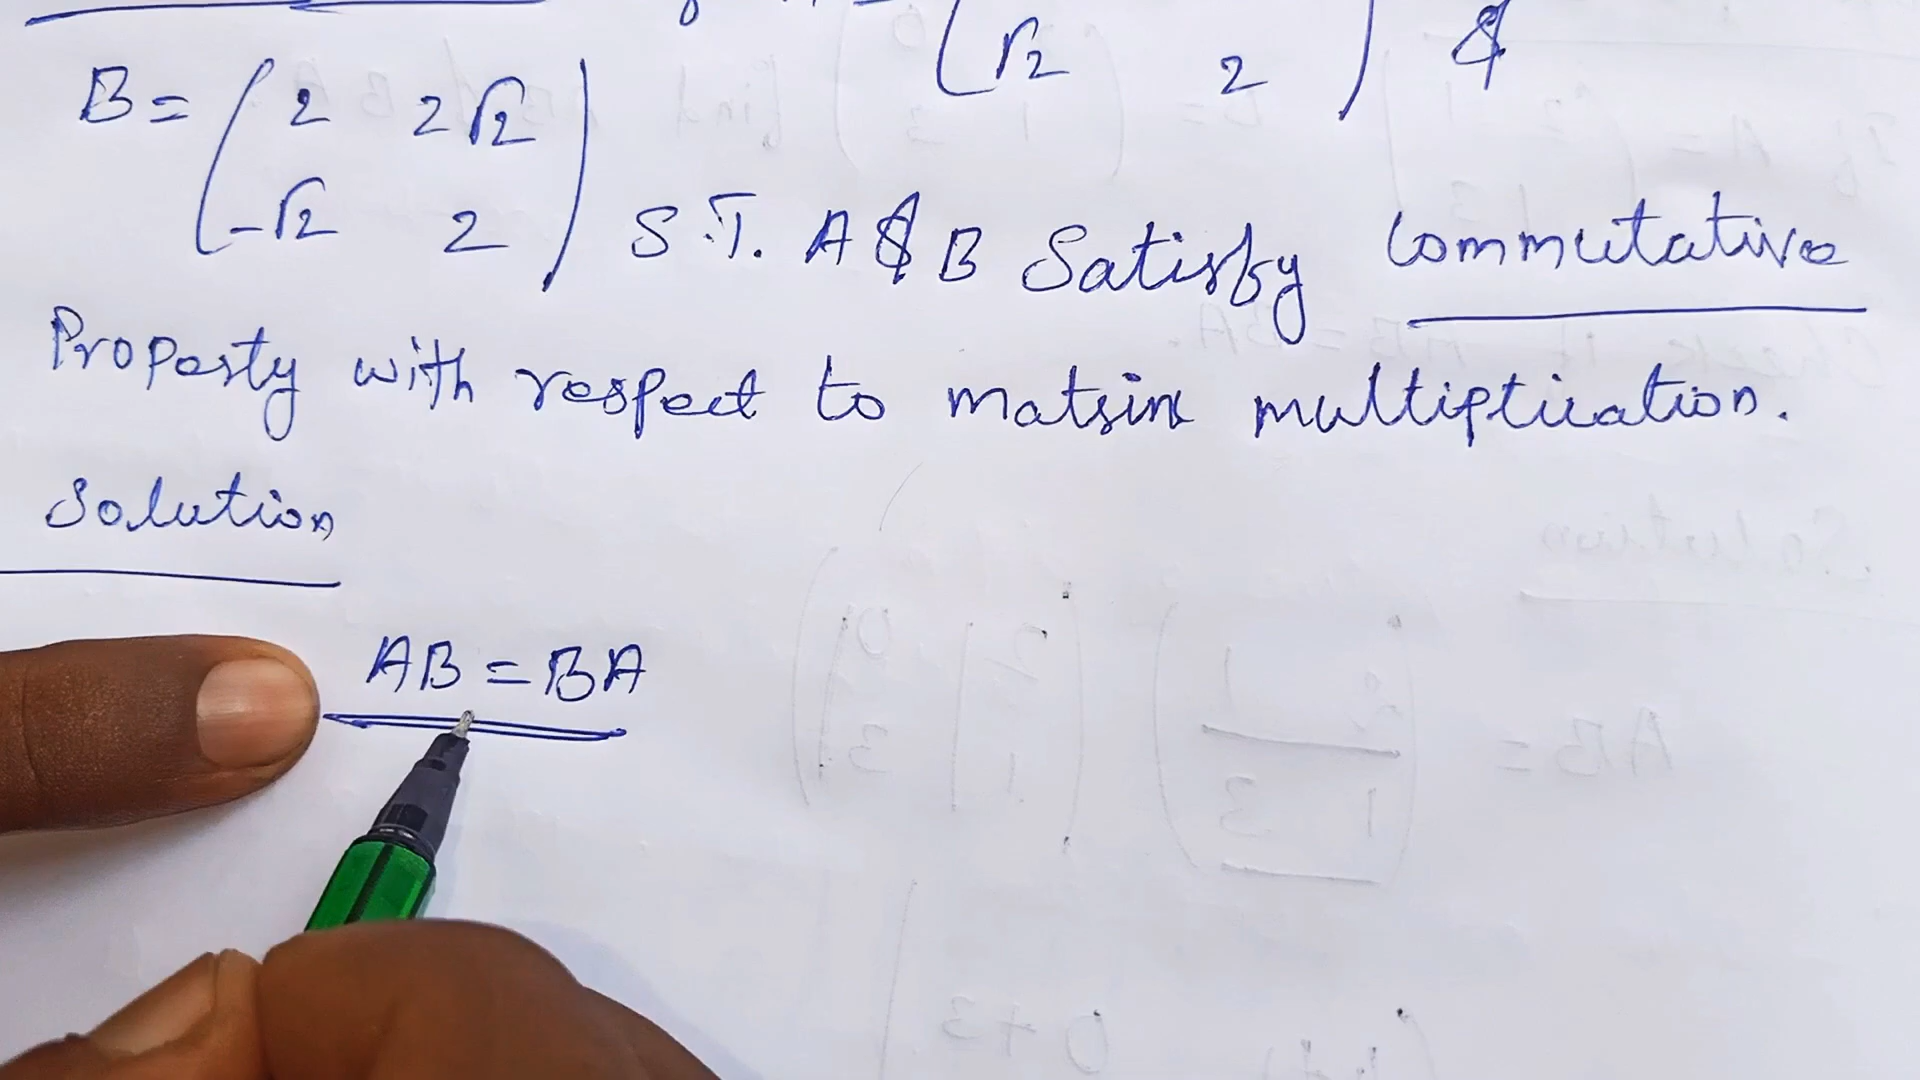 √2 2 ) &
B = ( 2 2√2
-√2 2 ) S.T. A & B Satisfy Commutative
Property with respect to matrix multiplication.
Solution
AB = BA